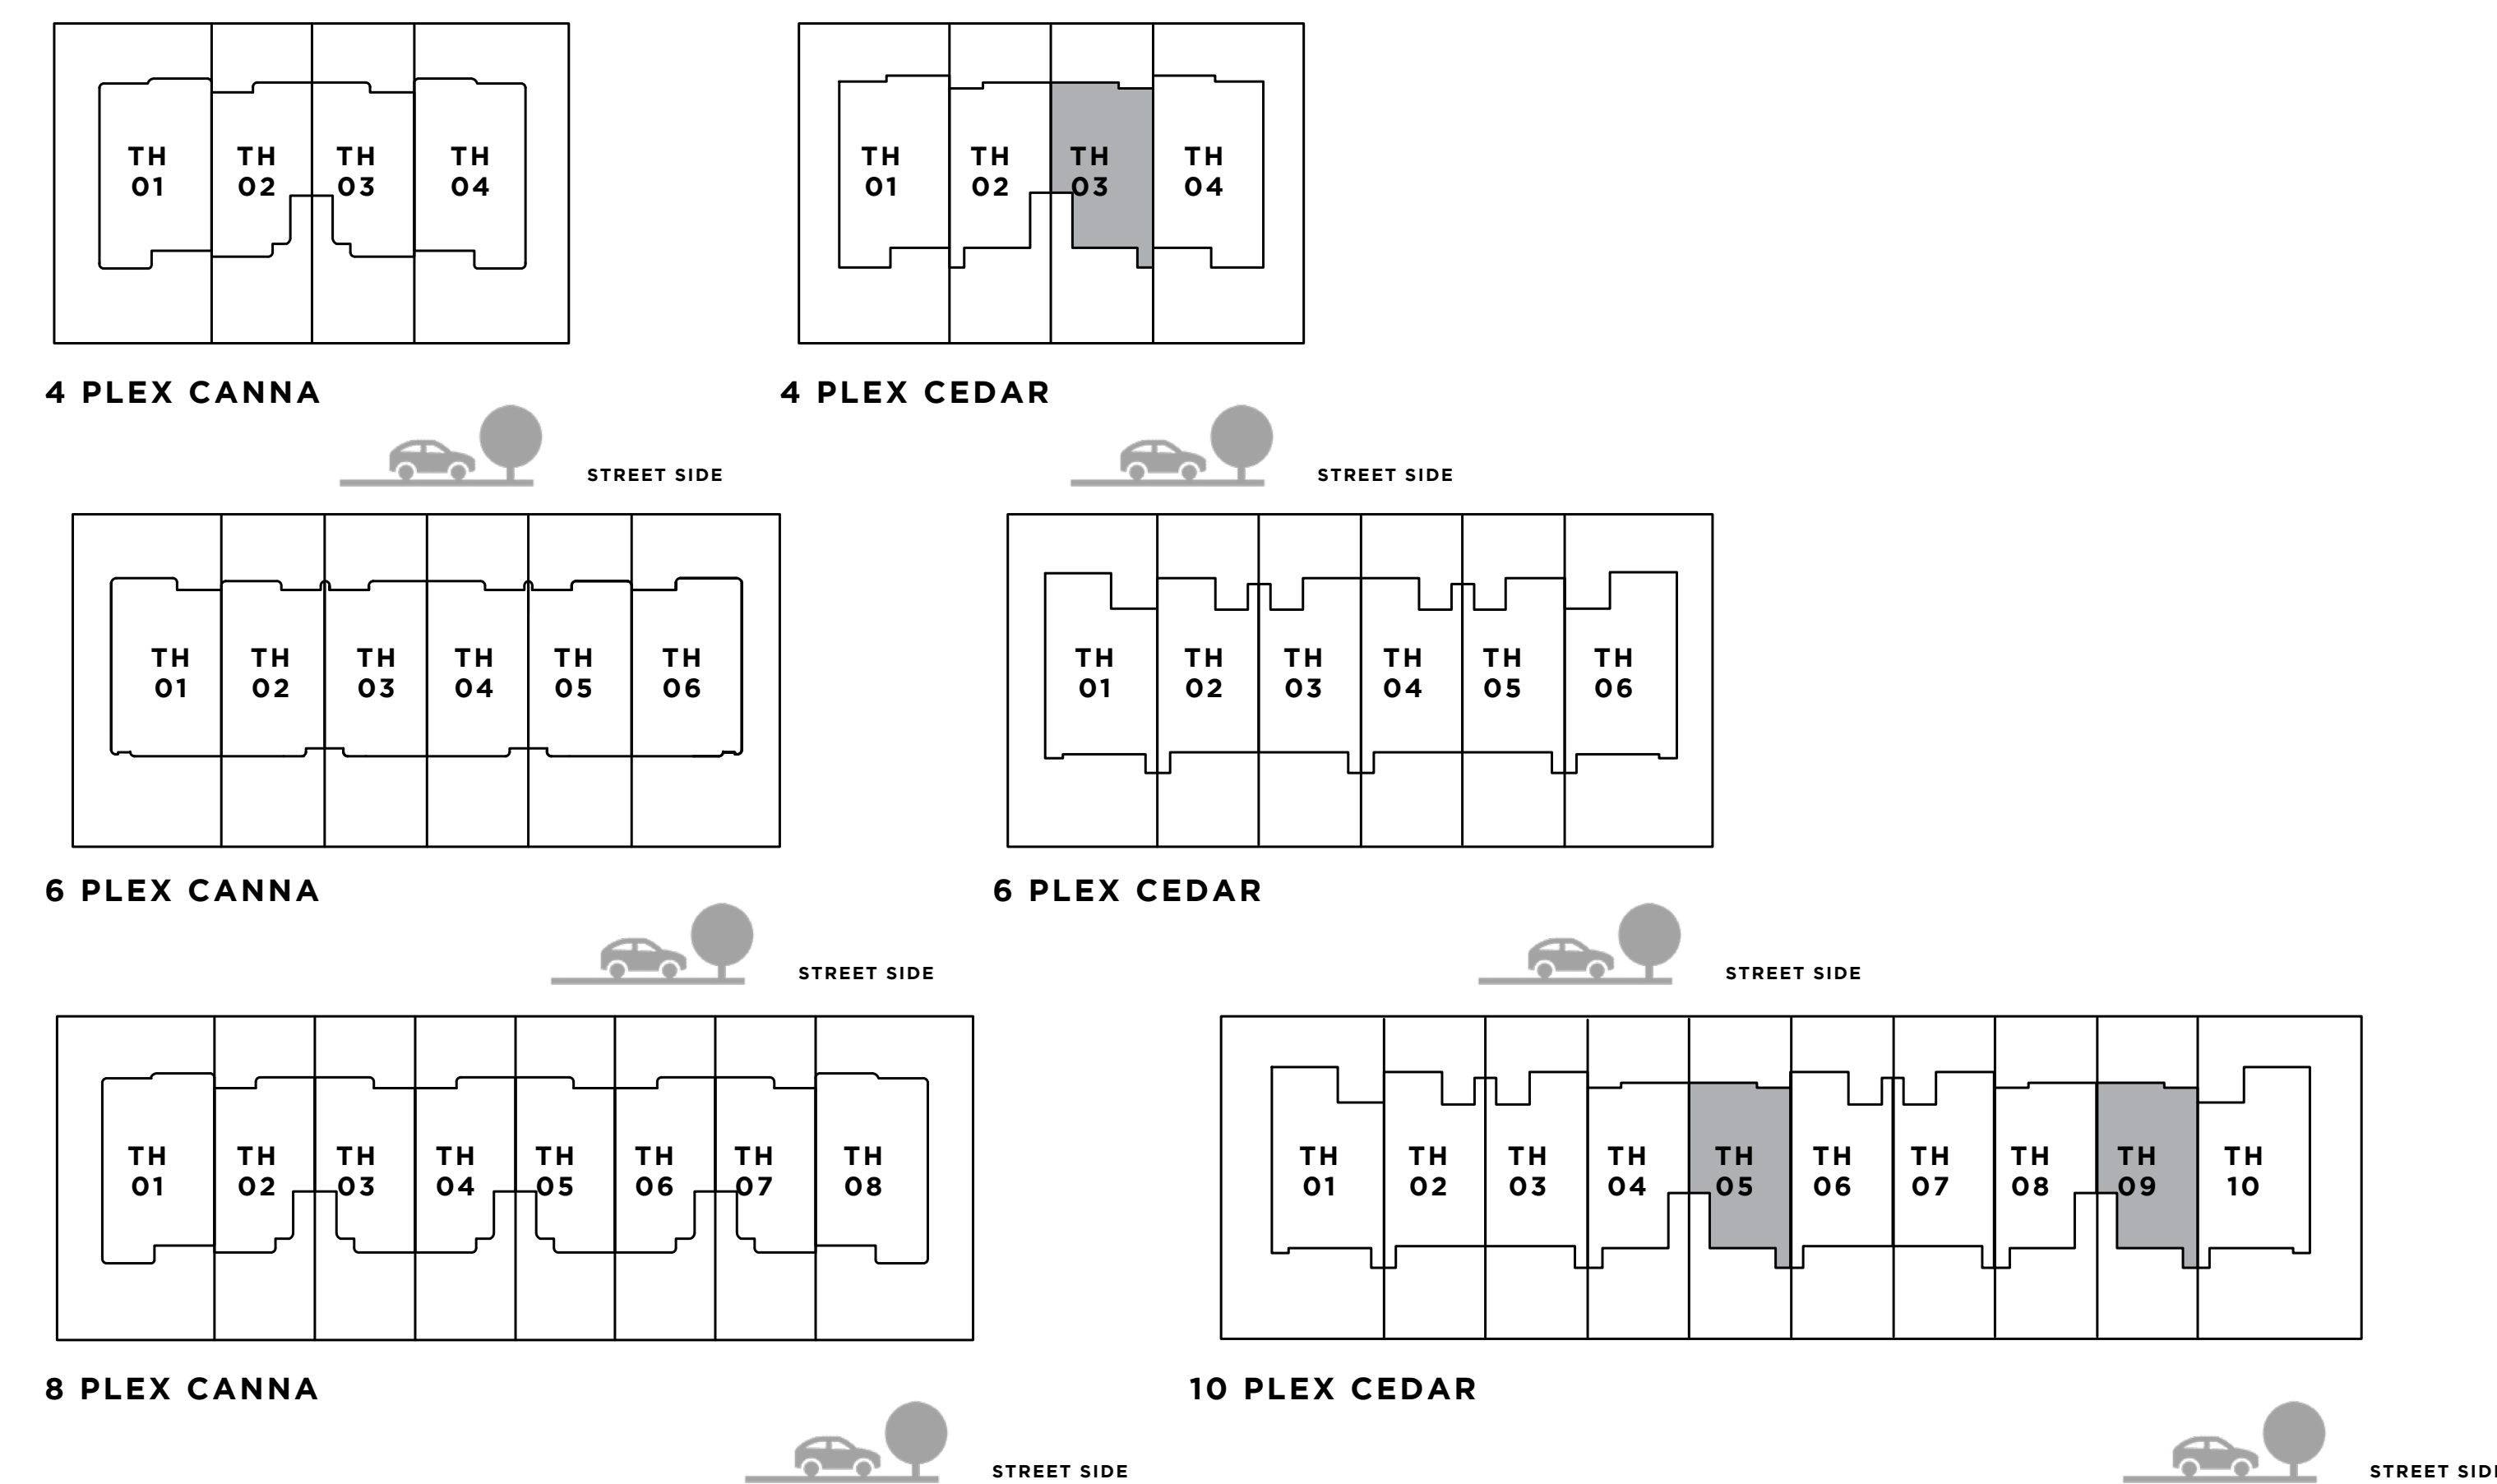 TH TH TH TH
01 02 03 04
4 PLEX CANNA
STREET SIDE
TH TH TH TH
01 02 03 04
4 PLEX CEDAR
STREET SIDE
TH TH TH TH TH TH
01 02 03 04 05 06
6 PLEX CANNA
STREET SIDE
TH TH TH TH TH TH
01 02 03 04 05 06
6 PLEX CEDAR
STREET SIDE
TH TH TH TH TH TH TH TH
01 02 03 04 05 06 07 08
8 PLEX CANNA
STREET SIDE
TH TH TH TH TH TH TH TH TH TH
01 02 03 04 05 06 07 08 09 10
10 PLEX CEDAR
STREET SID